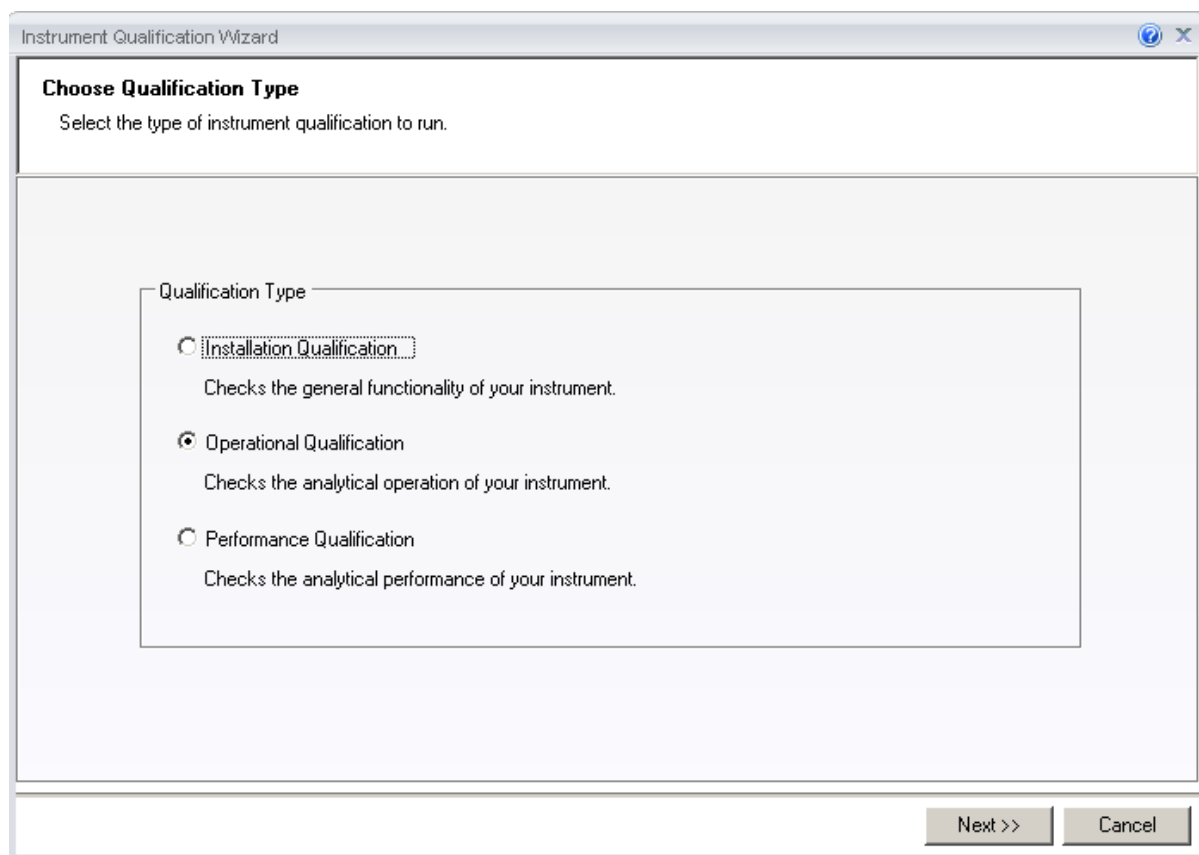 Instrument Qualification Wizard
Choose Qualification Type
Select the type of instrument qualification to run.
Qualification Type
Installation Qualification
Checks the general functionality of your instrument.
Operational Qualification
Checks the analytical operation of your instrument.
Performance Qualification
Checks the analytical performance of your instrument.
Next >>
Cancel